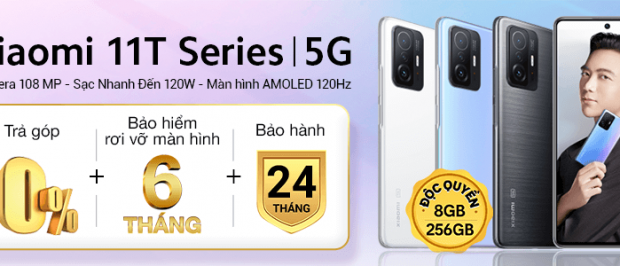 iaomi 11T Series | 5G
era 108 MP - Sạc Nhanh Đến 120W - Màn hình AMOLED 120Hz
Trả góp
0%
+
Bảo hiểm
rơi vỡ màn hình
6
THÁNG
+
Bảo hành
24
THÁNG
ĐỘC QUYỀN
8GB
256GB